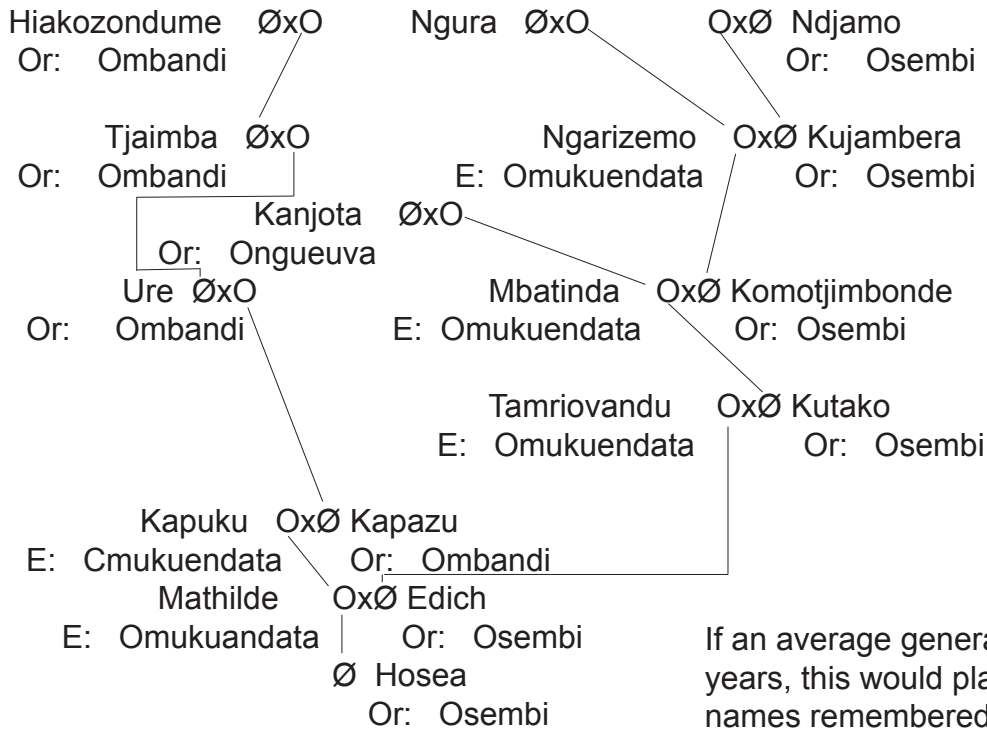 Hiakozondume ØxO Ngura ØxO OxØ Ndjamo
Or: Ombandi Or: Osembi
Tjaimba ØxO Ngarizemo OxØ Kujambera
Or: Ombandi E: Omukuendata Or: Osembi
Kanjota ØxO
Or: Ongueuva
Ure ØxO Mbatinda OxØ Komotjimbonde
Or: Ombandi E: Omukuendata Or: Osembi
Tamriovandu OxØ Kutako
E: Omukuendata Or: Osembi
Kapuku OxØ Kapazu
E: Cmukuendata Or: Ombandi
Mathilde OxØ Edich
E: Omukuandata Or: Osembi
Ø Hosea
Or: Osembi
If an average genera
years, this would pla
names remembered